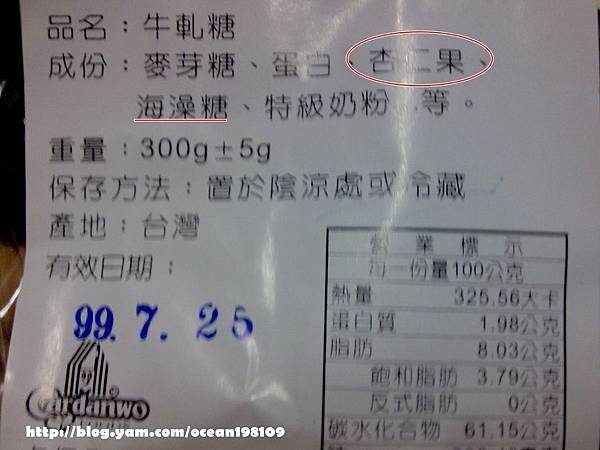 品名：牛軋糖
成份：麥芽糖、蛋白、杏仁果、
海藻糖、特級奶粉 等。
重量：300g±5g
保存方法：置於陰涼處或冷藏
產地：台灣
有效日期：
99.7.25
營業標示
每一份量100公克
熱量 325.56大卡
蛋白質 1.98公克
脂肪 8.03公克
飽和脂肪 3.79公克
反式脂肪 0公克
碳水化合物 61.15公克
Cardanwo
http://blog.yam.com/ocean198109